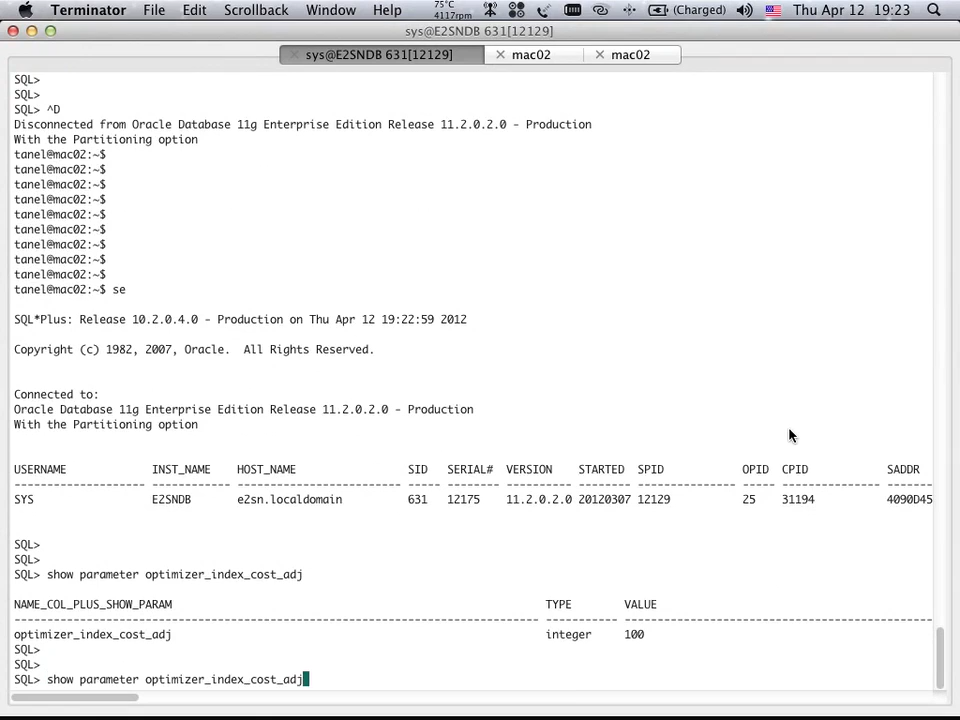 Terminator File Edit Scrollback Window Help 75°C 4117rpm (Charged) Thu Apr 12 19:23
sys@E2SNDB 631[12129]
sys@E2SNDB 631[12129] mac02 mac02
SQL>
SQL>
SQL> ^D
Disconnected from Oracle Database 11g Enterprise Edition Release 11.2.0.2.0 - Production
With the Partitioning option
tanel@mac02:~$
tanel@mac02:~$
tanel@mac02:~$
tanel@mac02:~$
tanel@mac02:~$
tanel@mac02:~$
tanel@mac02:~$
tanel@mac02:~$
tanel@mac02:~$
tanel@mac02:~$ se
SQL*Plus: Release 10.2.0.4.0 - Production on Thu Apr 12 19:22:59 2012
Copyright (c) 1982, 2007, Oracle.  All Rights Reserved.
Connected to:
Oracle Database 11g Enterprise Edition Release 11.2.0.2.0 - Production
With the Partitioning option
USERNAME INST_NAME HOST_NAME SID SERIAL# VERSION STARTED SPID OPID CPID SADDR
-------------------- ------------ ------------------------- ----- -------- ---------- -------- --------------- ----- --------------- -------
SYS E2SNDB e2sn.localdomain 631 12175 11.2.0.2.0 20120307 12129 25 31194 4090D45
SQL>
SQL>
SQL> show parameter optimizer_index_cost_adj
NAME_COL_PLUS_SHOW_PARAM TYPE VALUE
-------------------------------------------------------------------------------- ----------- -----------------------------------------------
optimizer_index_cost_adj integer 100
SQL>
SQL>
SQL> show parameter optimizer_index_cost_adj